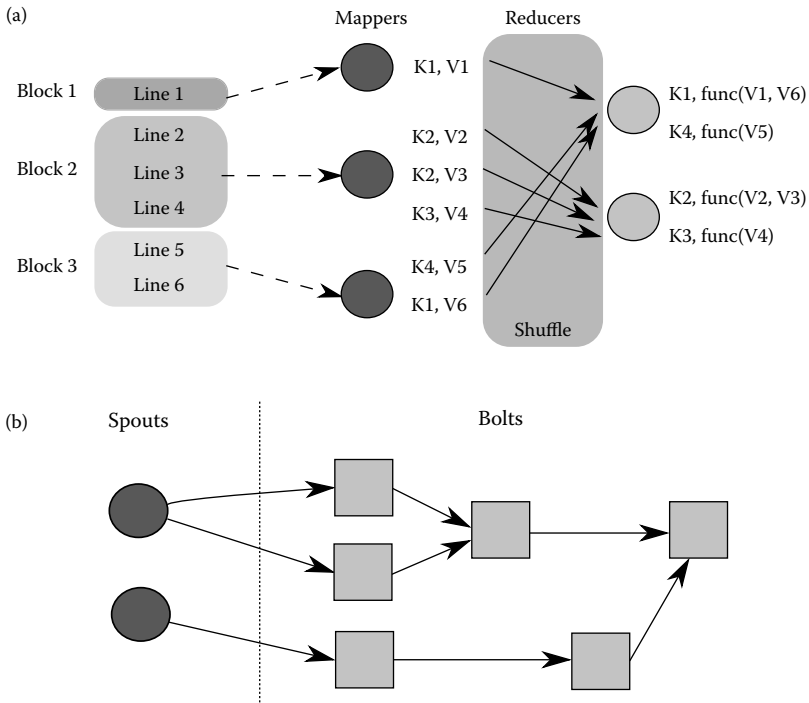 (a)
Mappers
Reducers
Block 1
Line 1
K1, V1
K1, func(V1, V6)
K4, func(V5)
Block 2
Line 2
Line 3
Line 4
K2, V2
K2, V3
K3, V4
K2, func(V2, V3)
K3, func(V4)
Block 3
Line 5
Line 6
K4, V5
K1, V6
Shuffle
(b)
Spouts
Bolts